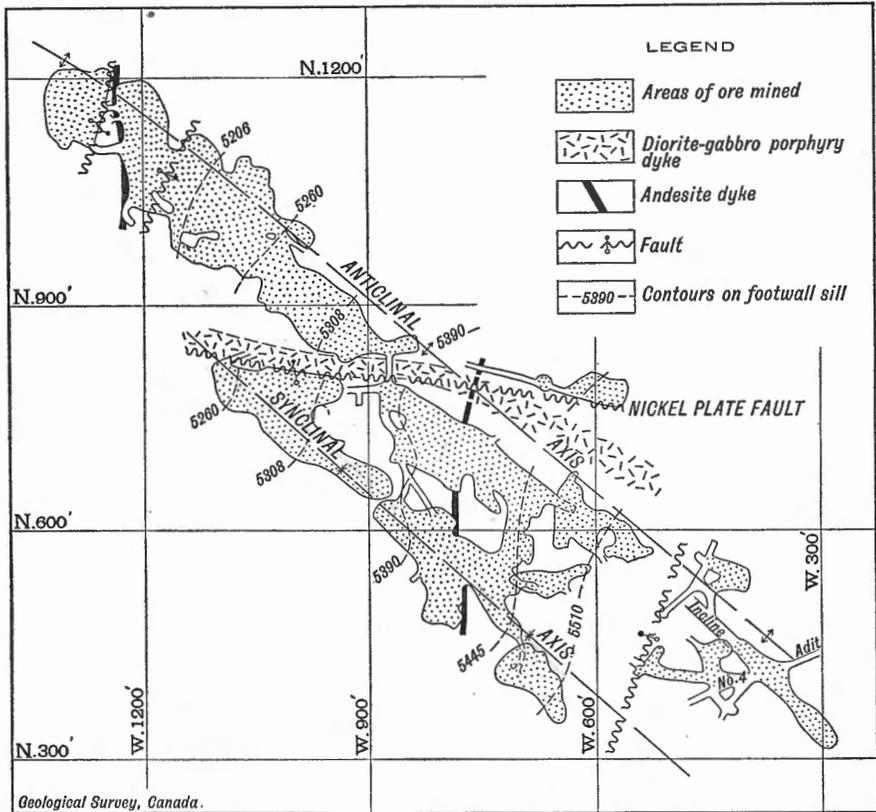 N.1200'
LEGEND
Areas of ore mined
Diorite-gabbro porphyry
dyke
Andesite dyke
Fault
-5390- Contours on footwall sill
5206
5260
N.900'
ANTICLINAL
5308
5390
5260
SYNCLINAL
NICKEL PLATE FAULT
AXIS
5308
N.600'
W.300'
5390
5510
Incline
5445
AXIS
Adit
No.4
W.1200'
W.900'
W.600'
N.300'
Geological Survey, Canada.